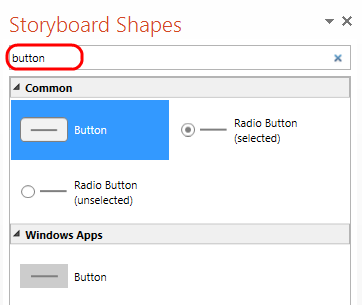 Storyboard Shapes
button
Common
Button
Radio Button
(selected)
Radio Button
(unselected)
Windows Apps
Button